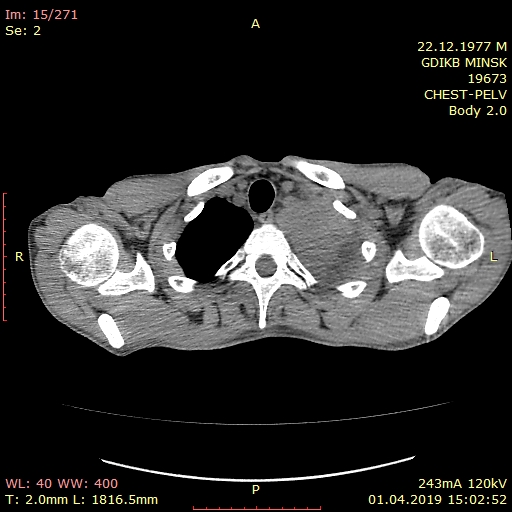 Im: 15/271
Se: 2
A
22.12.1977 M
GDIKB MINSK
19673
CHEST-PELV
Body 2.0
R
L
WL: 40 WW: 400
T: 2.0mm L: 1816.5mm
P
243mA 120kV
01.04.2019 15:02:52